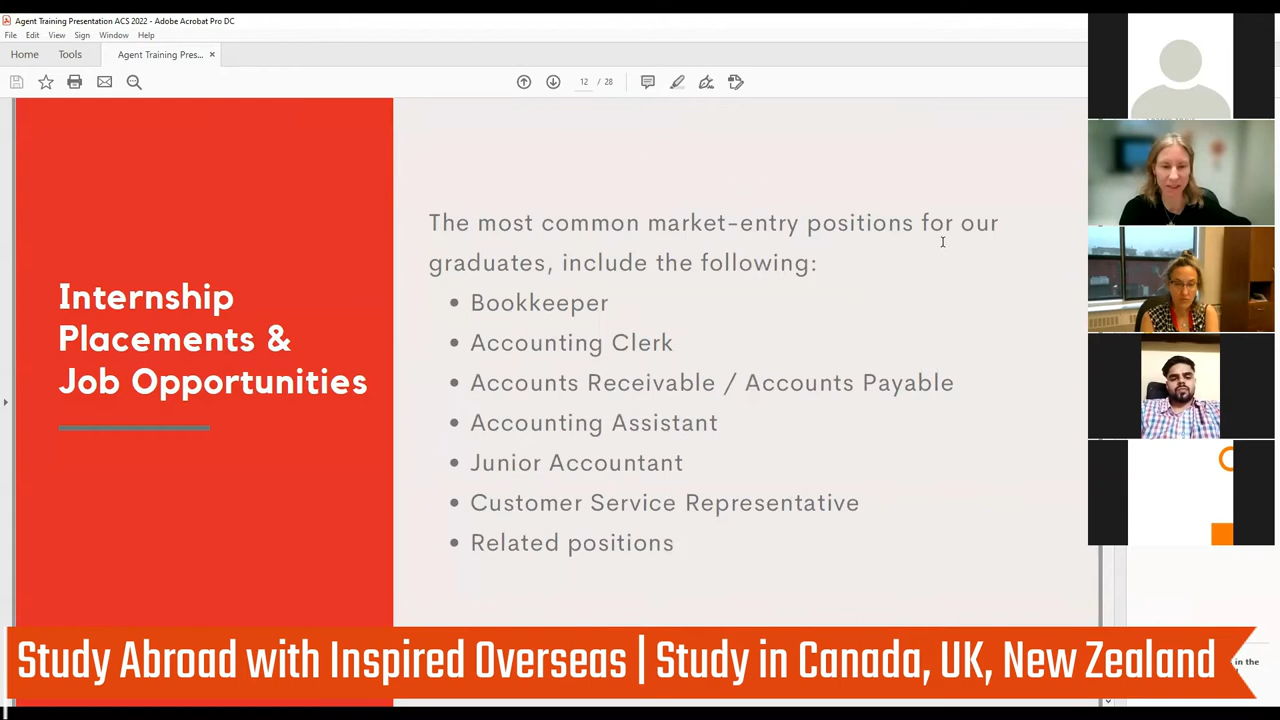 Agent Training Presentation ACS 2022 - Adobe Acrobat Pro DC
File Edit View Sign Window Help
Home Tools Agent Training Pres... ×
12 / 28
Internship
Placements &
Job Opportunities
The most common market-entry positions for our
graduates, include the following:
• Bookkeeper
• Accounting Clerk
• Accounts Receivable / Accounts Payable
• Accounting Assistant
• Junior Accountant
• Customer Service Representative
• Related positions
in the
Study Abroad with Inspired Overseas | Study in Canada, UK, New Zealand